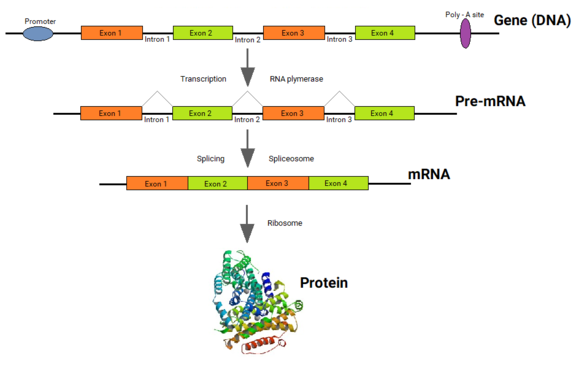 Promoter
Poly - A site
Gene (DNA)
Exon 1
Intron 1
Exon 2
Intron 2
Exon 3
Intron 3
Exon 4
Transcription
RNA plymerase
Pre-mRNA
Exon 1
Intron 1
Exon 2
Intron 2
Exon 3
Intron 3
Exon 4
Splicing
Spliceosome
mRNA
Exon 1
Exon 2
Exon 3
Exon 4
Ribosome
Protein